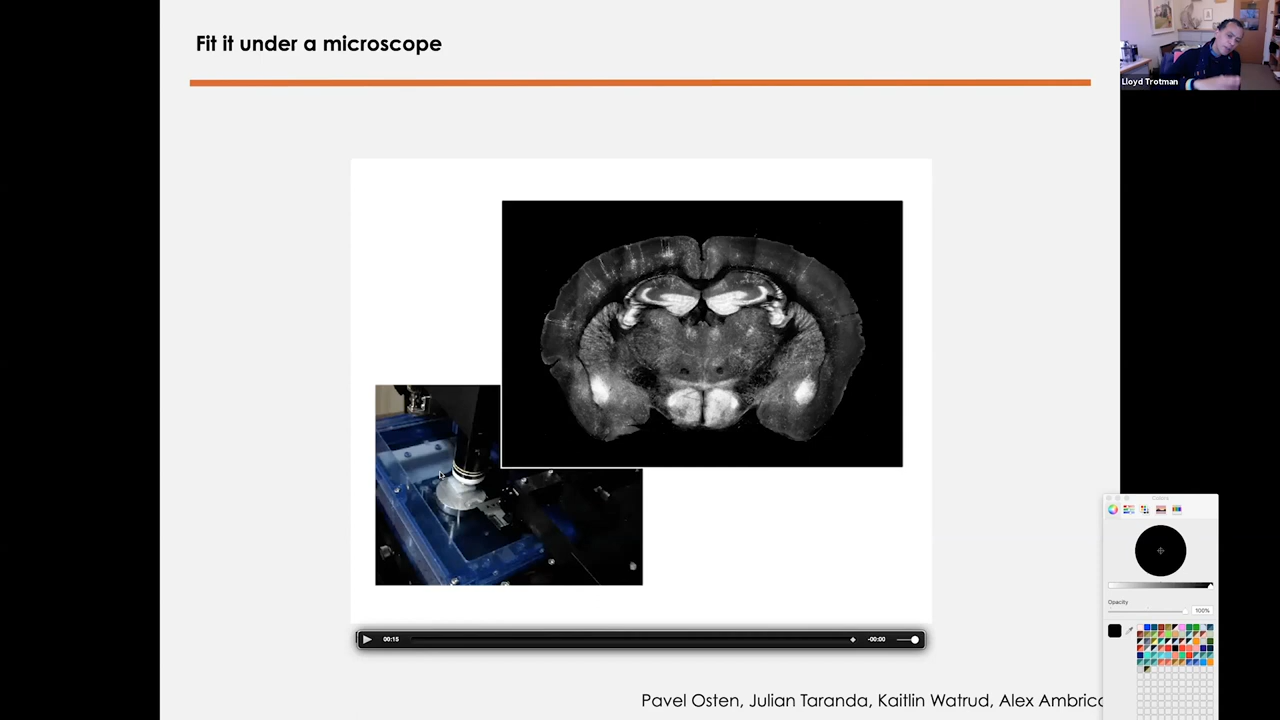 Fit it under a microscope
Lloyd Trotman
Colors
Opacity
100%
00:15
-00:00
Pavel Osten, Julian Taranda, Kaitlin Watrud, Alex Ambrico